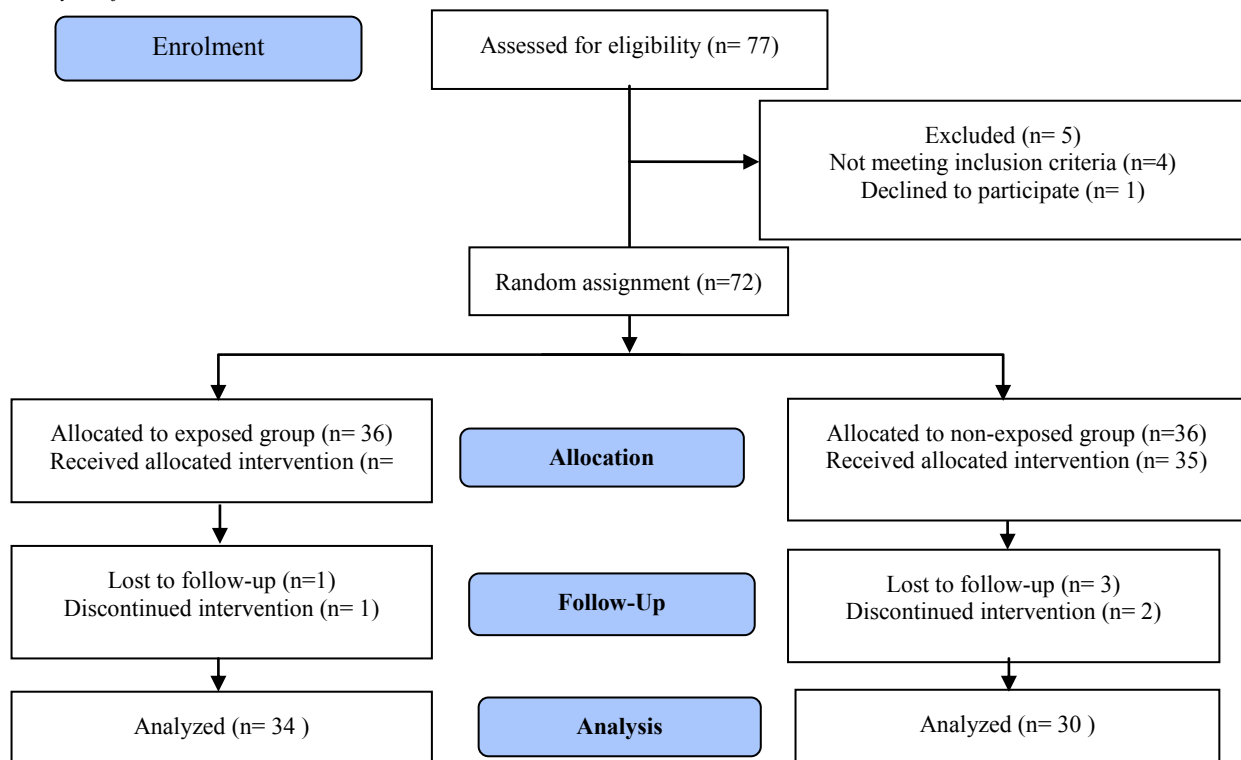 Enrolment
Assessed for eligibility (n= 77)
Excluded (n= 5)
Not meeting inclusion criteria (n=4)
Declined to participate (n= 1)
Random assignment (n=72)
Allocated to exposed group (n= 36)
Received allocated intervention (n=
Allocation
Allocated to non-exposed group (n=36)
Received allocated intervention (n= 35)
Lost to follow-up (n=1)
Discontinued intervention (n= 1)
Follow-Up
Lost to follow-up (n= 3)
Discontinued intervention (n= 2)
Analyzed (n= 34 )
Analysis
Analyzed (n= 30 )